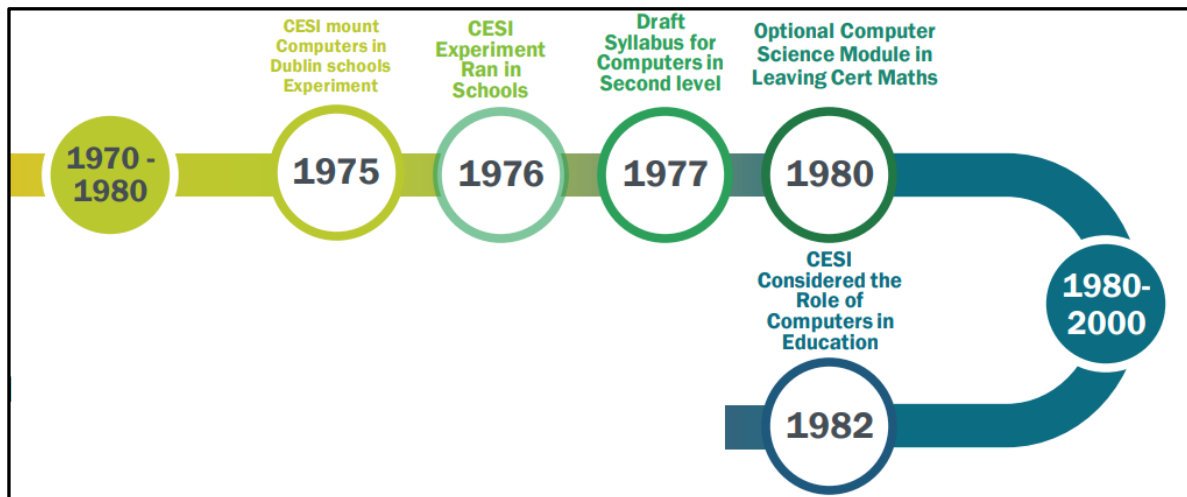 CESI mount
Computers in
Dublin schools
Experiment
CESI
Experiment
Ran in
Schools
Draft
Syllabus for
Computers in
Second level
Optional Computer
Science Module in
Leaving Cert Maths
1970 -
1980
1975
1976
1977
1980
1980-
2000
CESI
Considered the
Role of
Computers in
Education
1982